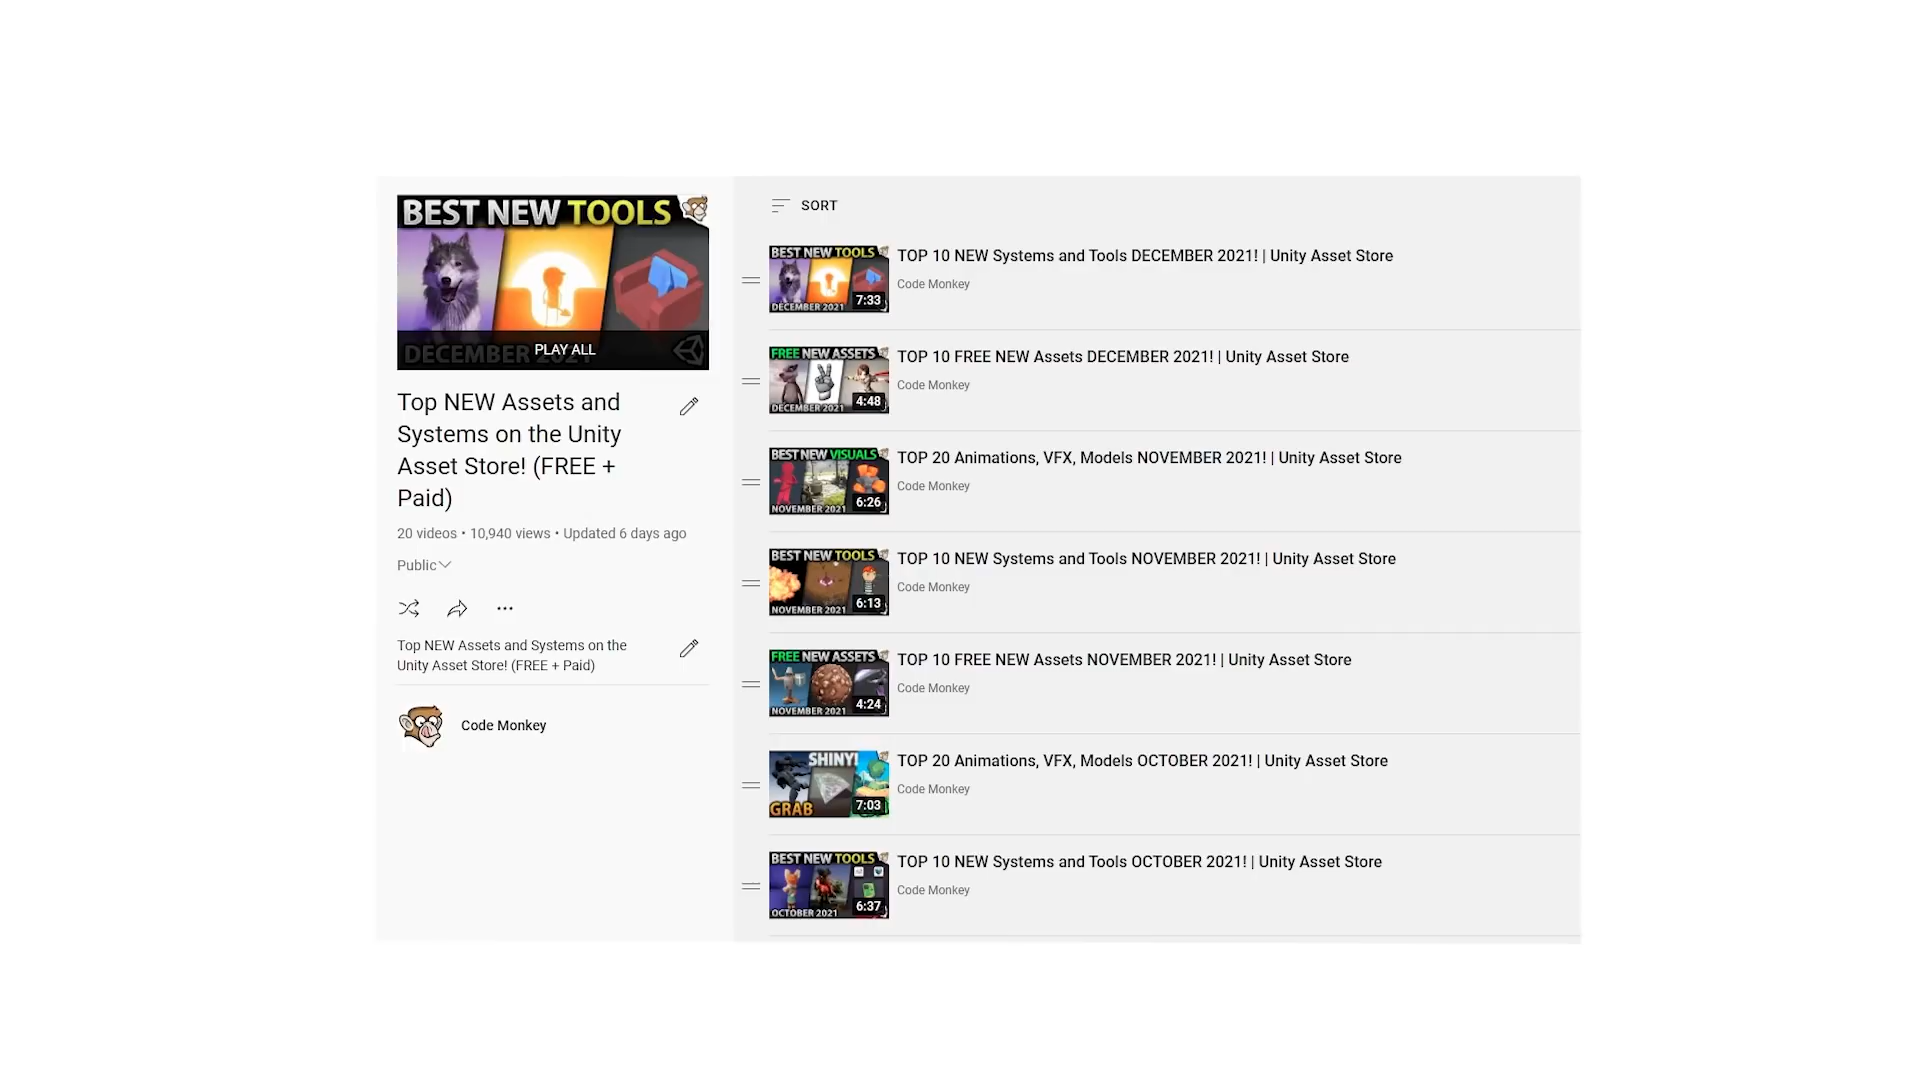 BEST NEW TOOLS
DECEMBER 2021
PLAY ALL
Top NEW Assets and
Systems on the Unity
Asset Store! (FREE +
Paid)
20 videos • 10,940 views • Updated 6 days ago
Public
Top NEW Assets and Systems on the
Unity Asset Store! (FREE + Paid)
Code Monkey
SORT
BEST NEW TOOLS
DECEMBER 2021
7:33
TOP 10 NEW Systems and Tools DECEMBER 2021! | Unity Asset Store
Code Monkey
FREE NEW ASSETS
DECEMBER 2021
4:48
TOP 10 FREE NEW Assets DECEMBER 2021! | Unity Asset Store
Code Monkey
BEST NEW VISUALS
NOVEMBER 2021
6:26
TOP 20 Animations, VFX, Models NOVEMBER 2021! | Unity Asset Store
Code Monkey
BEST NEW TOOLS
NOVEMBER 2021
6:13
TOP 10 NEW Systems and Tools NOVEMBER 2021! | Unity Asset Store
Code Monkey
FREE NEW ASSETS
NOVEMBER 2021
4:24
TOP 10 FREE NEW Assets NOVEMBER 2021! | Unity Asset Store
Code Monkey
SHINY!
GRAB
7:03
TOP 20 Animations, VFX, Models OCTOBER 2021! | Unity Asset Store
Code Monkey
BEST NEW TOOLS
OCTOBER 2021
6:37
TOP 10 NEW Systems and Tools OCTOBER 2021! | Unity Asset Store
Code Monkey